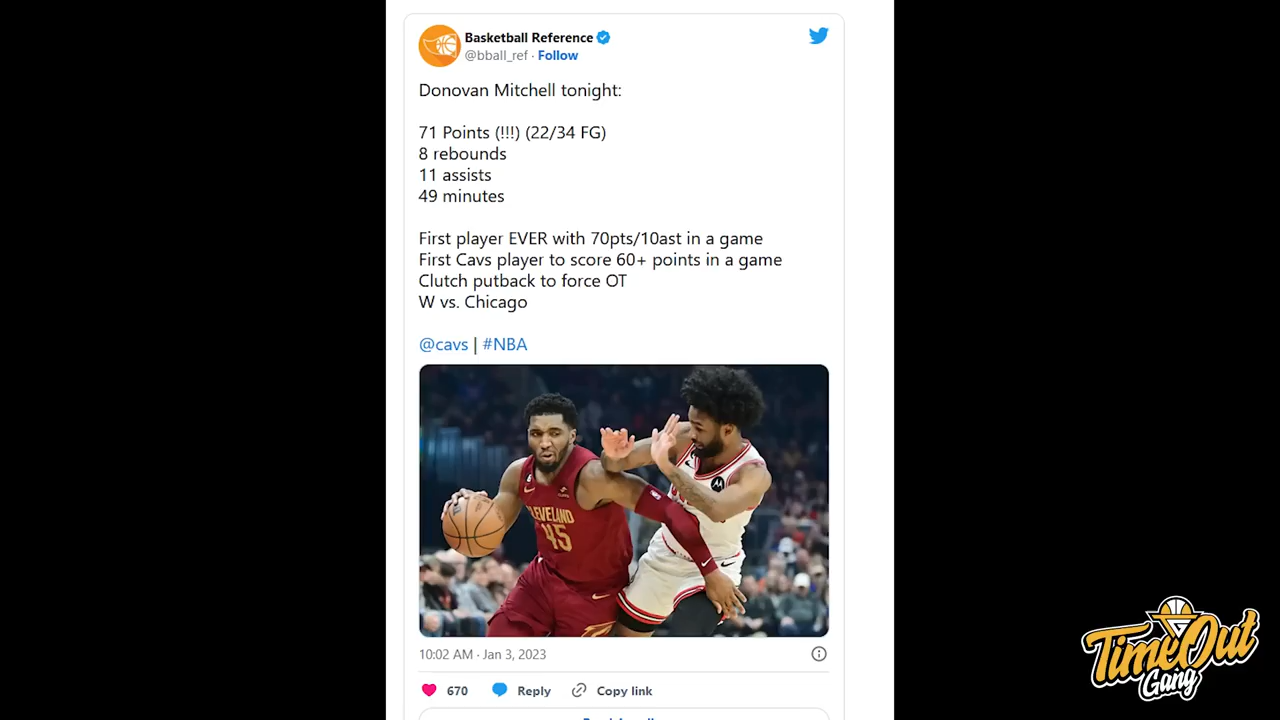 Basketball Reference
@bball_ref · Follow
Donovan Mitchell tonight:
71 Points (!!!) (22/34 FG)
8 rebounds
11 assists
49 minutes
First player EVER with 70pts/10ast in a game
First Cavs player to score 60+ points in a game
Clutch putback to force OT
W vs. Chicago
@cavs | #NBA
CLEVELAND
45
10:02 AM · Jan 3, 2023
670 Reply Copy link
TimeOut
Gang